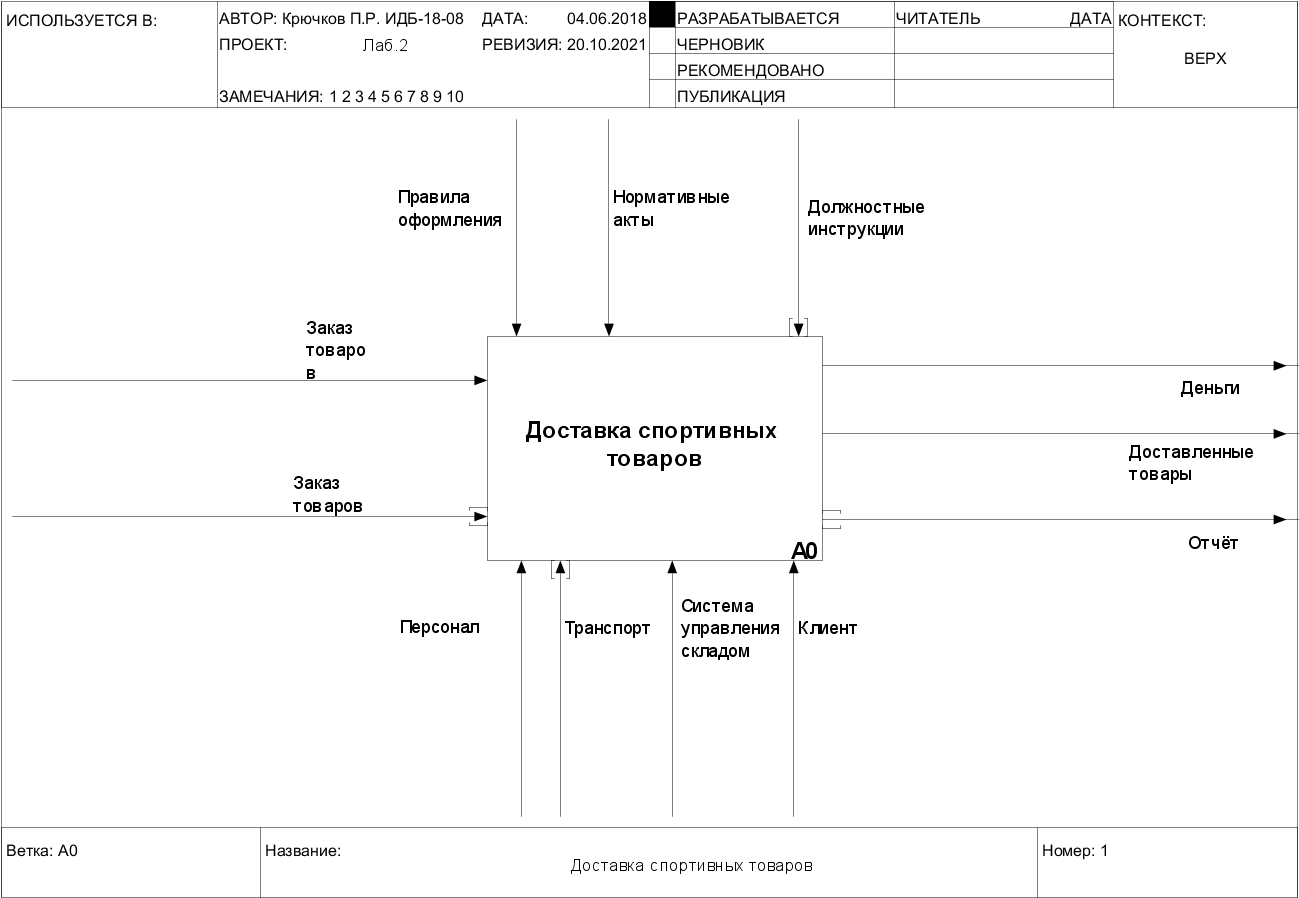 ИСПОЛЬЗУЕТСЯ В:
АВТОР: Крючков П.Р. ИДБ-18-08
ДАТА: 04.06.2018
ПРОЕКТ: Лаб.2
РЕВИЗИЯ: 20.10.2021
ЗАМЕЧАНИЯ: 1 2 3 4 5 6 7 8 9 10
РАЗРАБАТЫВАЕТСЯ
ЧЕРНОВИК
РЕКОМЕНДОВАНО
ПУБЛИКАЦИЯ
ЧИТАТЕЛЬ
ДАТА
КОНТЕКСТ:
ВЕРХ
Правила
оформления
Нормативные
акты
Должностные
инструкции
Заказ
товаро
в
Заказ
товаров
Доставка спортивных
товаров
A0
Деньги
Доставленные
товары
Отчёт
Персонал
Транспорт
Система
управления
складом
Клиент
Ветка: A0
Название:
Доставка спортивных товаров
Номер: 1